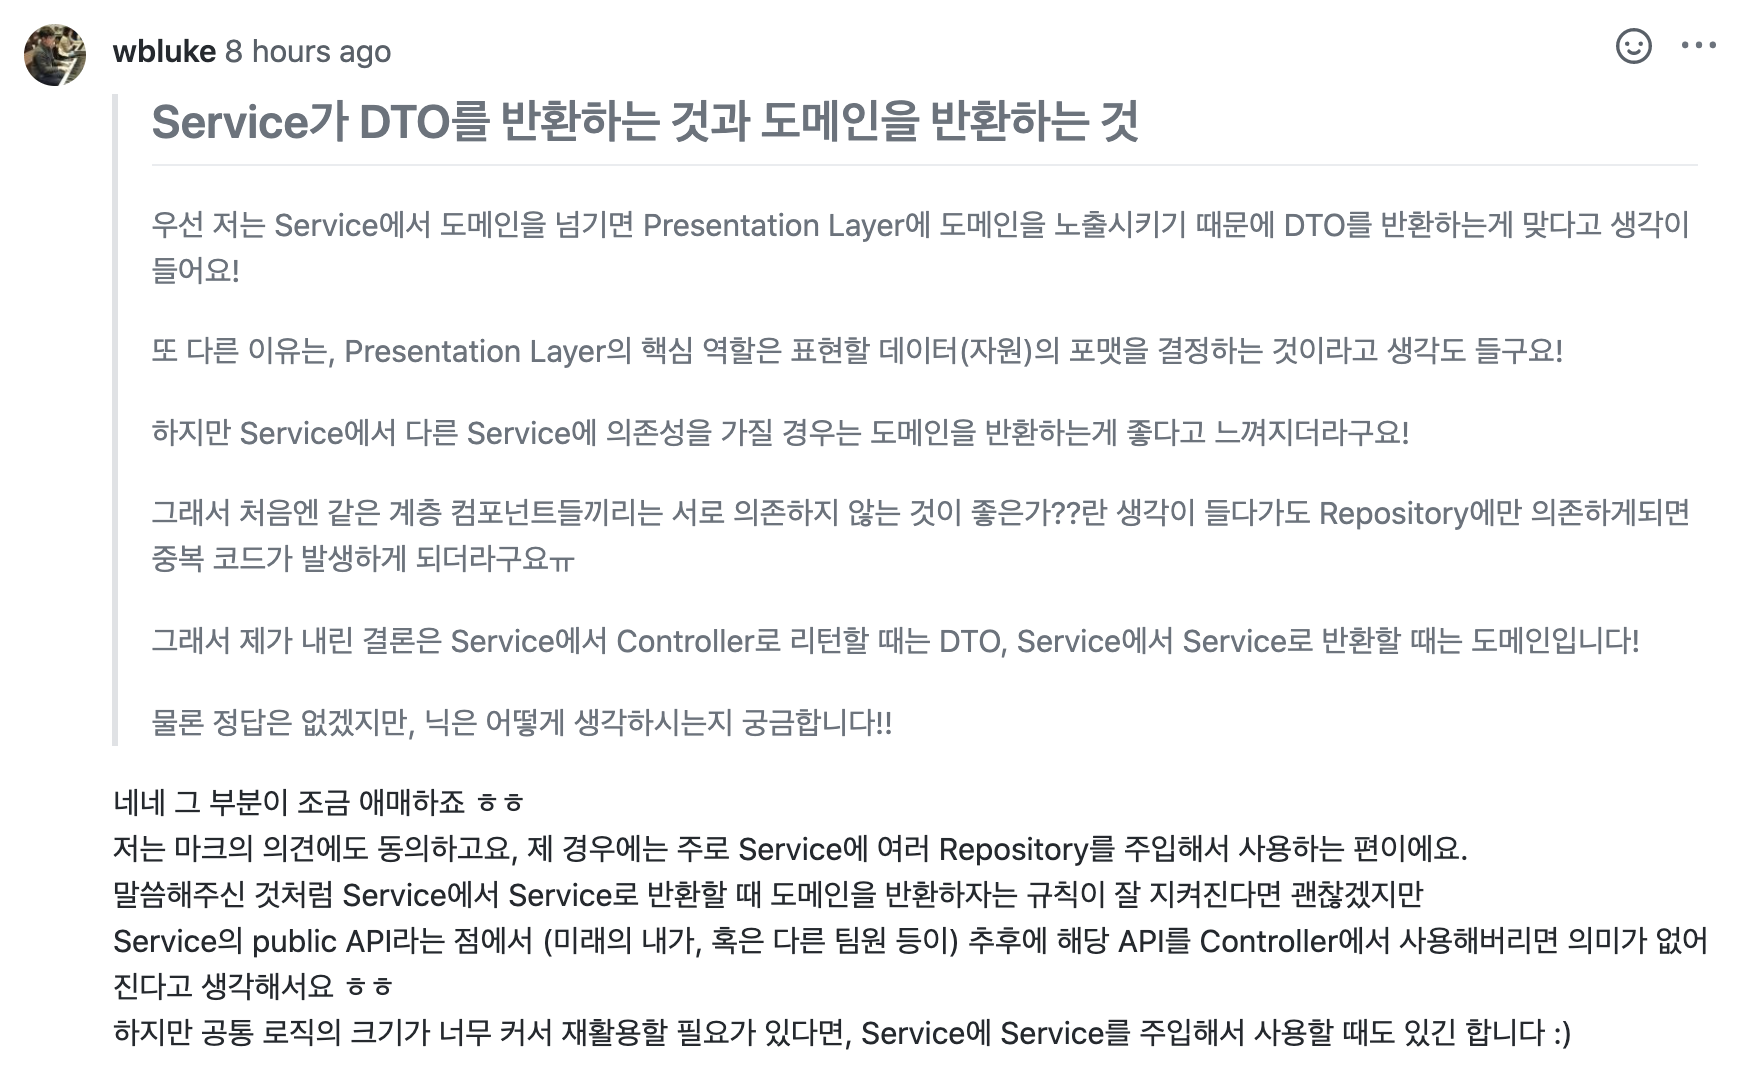 wbluke 8 hours ago
Service가 DTO를 반환하는 것과 도메인을 반환하는 것
우선 저는 Service에서 도메인을 넘기면 Presentation Layer에 도메인을 노출시키기 때문에 DTO를 반환하는게 맞다고 생각이
들어요!
또 다른 이유는, Presentation Layer의 핵심 역할은 표현할 데이터(자원)의 포맷을 결정하는 것이라고 생각도 들구요!
하지만 Service에서 다른 Service에 의존성을 가질 경우는 도메인을 반환하는게 좋다고 느껴지더라구요!
그래서 처음엔 같은 계층 컴포넌트들끼리는 서로 의존하지 않는 것이 좋은가??란 생각이 들다가도 Repository에만 의존하게되면
중복 코드가 발생하게 되더라구요ㅠ
그래서 제가 내린 결론은 Service에서 Controller로 리턴할 때는 DTO, Service에서 Service로 반환할 때는 도메인입니다!
물론 정답은 없겠지만, 닉은 어떻게 생각하시는지 궁금합니다!!
네네 그 부분이 조금 애매하죠 ㅎㅎ
저는 마크의 의견에도 동의하고요, 제 경우에는 주로 Service에 여러 Repository를 주입해서 사용하는 편이에요.
말씀해주신 것처럼 Service에서 Service로 반환할 때 도메인을 반환하자는 규칙이 잘 지켜진다면 괜찮겠지만
Service의 public API라는 점에서 (미래의 내가, 혹은 다른 팀원 등이) 추후에 해당 API를 Controller에서 사용해버리면 의미가 없어
진다고 생각해서요 ㅎㅎ
하지만 공통 로직의 크기가 너무 커서 재활용할 필요가 있다면, Service에 Service를 주입해서 사용할 때도 있긴 합니다 :)